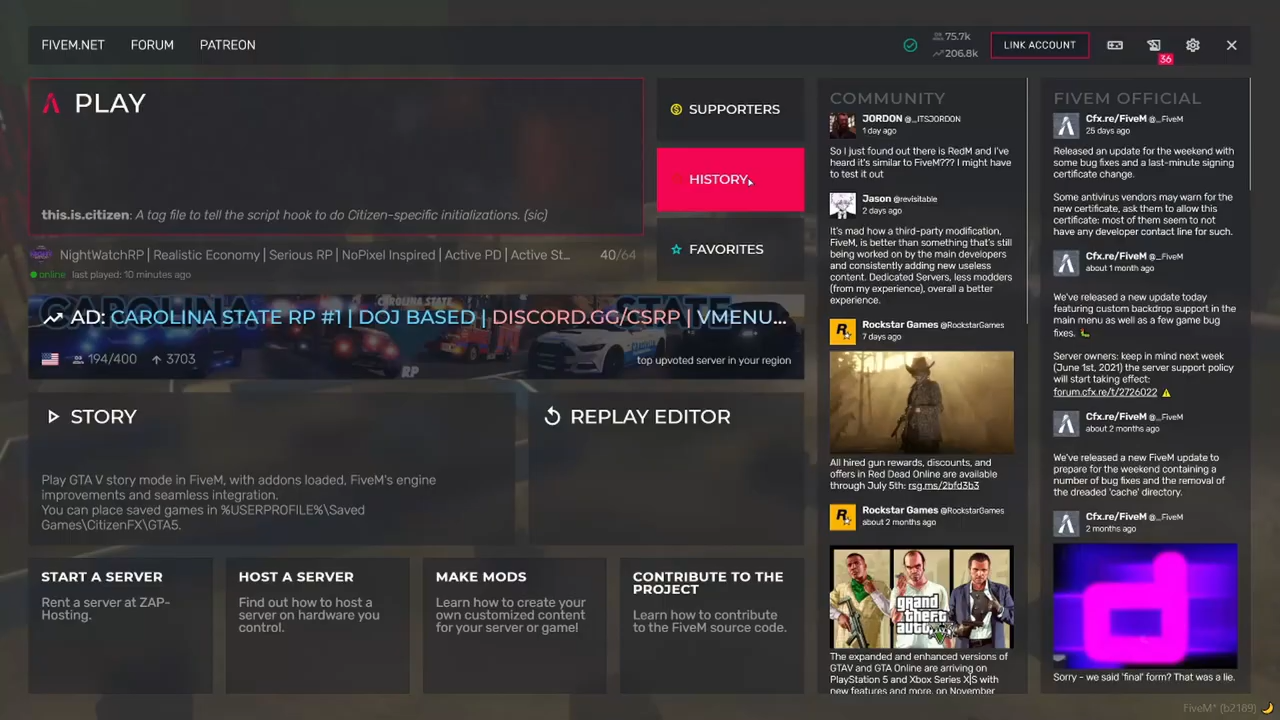 FIVEM.NET FORUM PATREON
75.7k
206.8k
LINK ACCOUNT
36
PLAY
this.is.citizen: A tag file to tell the script hook to do Citizen-specific initializations. (sic)
NightWatchRP | Realistic Economy | Serious RP | NoPixel Inspired | Active PD | Active St... 40/64
online last played: 10 minutes ago
SUPPORTERS
HISTORY
FAVORITES
AD: CAROLINA STATE RP #1 | DOJ BASED | DISCORD.GG/CSRP | VMENU...
194/400 3703
top upvoted server in your region
CAROLINA STATE
RP
STORY
Play GTA V story mode in FiveM, with addons loaded, FiveM's engine
improvements and seamless integration.
You can place saved games in %USERPROFILE%\Saved
Games\CitizenFX\GTA5.
REPLAY EDITOR
START A SERVER
Rent a server at ZAP-
Hosting.
HOST A SERVER
Find out how to host a
server on hardware you
control.
MAKE MODS
Learn how to create your
own customized content
for your server or game!
CONTRIBUTE TO THE
PROJECT
Learn how to contribute
to the FiveM source code.
COMMUNITY
JORDON @_ITSJORDON
1 day ago
So I just found out there is RedM and I've
heard it's similar to FiveM??? I might have
to test it out
Jason @revisitable
2 days ago
It's mad how a third-party modification,
FiveM, is better than something that's still
being worked on by the main developers
and consistently adding new useless
content. Dedicated Servers, less modders
(from my experience), overall a better
experience.
Rockstar Games @RockstarGames
7 days ago
All hired gun rewards, discounts, and
offers in Red Dead Online are available
through July 5th: rsg.ms/2bfd3b3
Rockstar Games @RockstarGames
about 2 months ago
grand
theft
auto V
The expanded and enhanced versions of
GTAV and GTA Online are arriving on
PlayStation 5 and Xbox Series X|S with
new features and more, on November
FIVEM OFFICIAL
Cfx.re/FiveM @_FiveM
25 days ago
Released an update for the weekend with
some bug fixes and a last-minute signing
certificate change.
Some antivirus vendors may warn for the
new certificate, ask them to allow this
certificate: most of them seem to not
have any developer contact line for such.
Cfx.re/FiveM @_FiveM
about 1 month ago
We've released a new update today
featuring custom backdrop support in the
main menu as well as a few game bug
fixes.
Server owners: keep in mind next week
(June 1st, 2021) the server support policy
will start taking effect:
forum.cfx.re/t/2726022
Cfx.re/FiveM @_FiveM
about 2 months ago
We've released a new FiveM update to
prepare for the weekend containing a
number of bug fixes and the removal of
the dreaded 'cache' directory.
Cfx.re/FiveM @_FiveM
2 months ago
Sorry - we said 'final' form? That was a lie.
FiveM* (b2189)